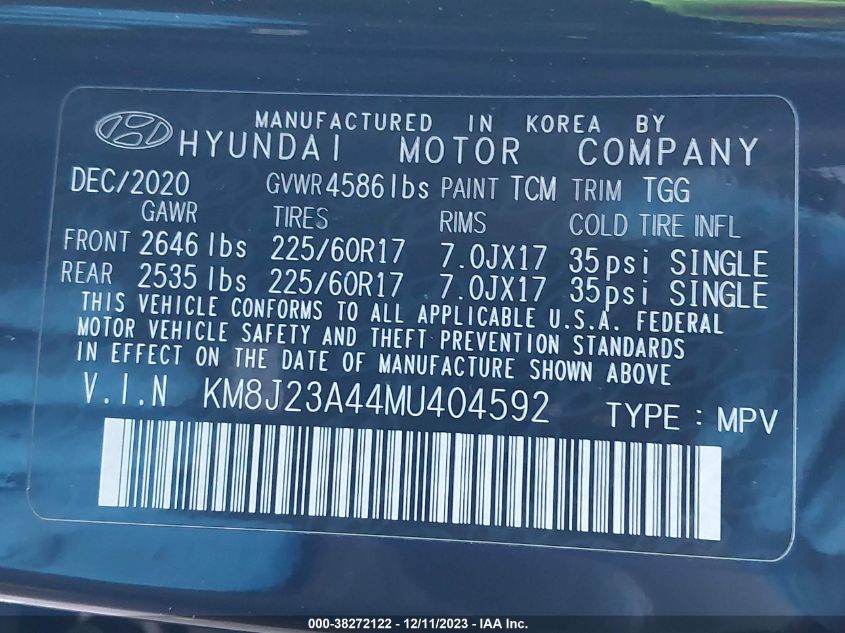 MANUFACTURED IN KOREA BY
HYUNDAI MOTOR COMPANY
DEC/2020 GVWR 4586 lbs PAINT TCM TRIM TGG
GAWR TIRES RIMS COLD TIRE INFL
FRONT 2646 lbs 225/60R17 7.0JX17 35psi SINGLE
REAR 2535 lbs 225/60R17 7.0JX17 35psi SINGLE
THIS VEHICLE CONFORMS TO ALL APPLICABLE U.S.A. FEDERAL
MOTOR VEHICLE SAFETY AND THEFT PREVENTION STANDARDS
IN EFFECT ON THE DATE OF MANUFACTURE SHOWN ABOVE
V.I.N KM8J23A44MU404592 TYPE : MPV
000-38272122 - 12/11/2023 - IAA Inc.